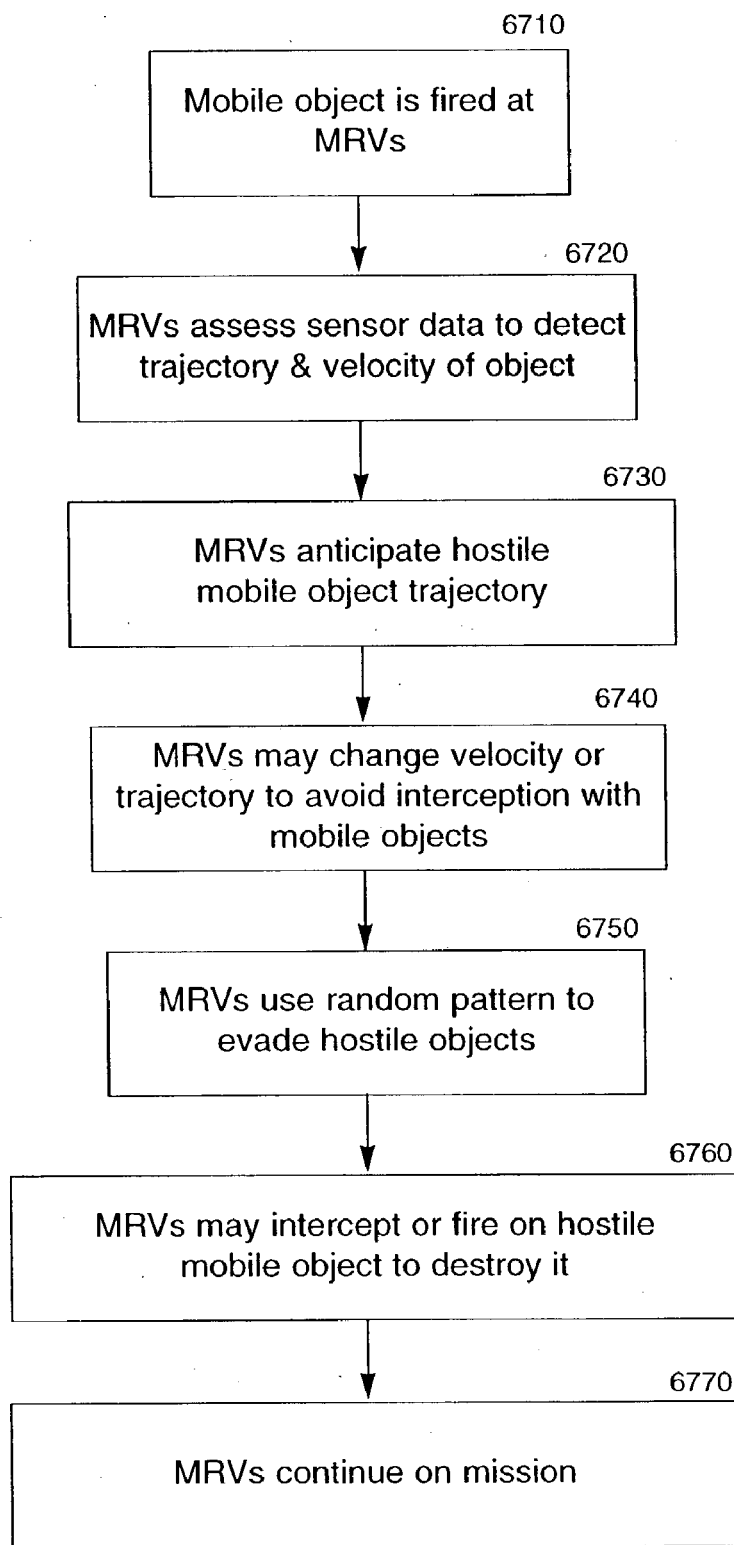 6710
Mobile object is fired at
MRVs
6720
MRVs assess sensor data to detect
trajectory & velocity of object
6730
MRVs anticipate hostile
mobile object trajectory
6740
MRVs may change velocity or
trajectory to avoid interception with
mobile objects
6750
MRVs use random pattern to
evade hostile objects
6760
MRVs may intercept or fire on hostile
mobile object to destroy it
6770
MRVs continue on mission